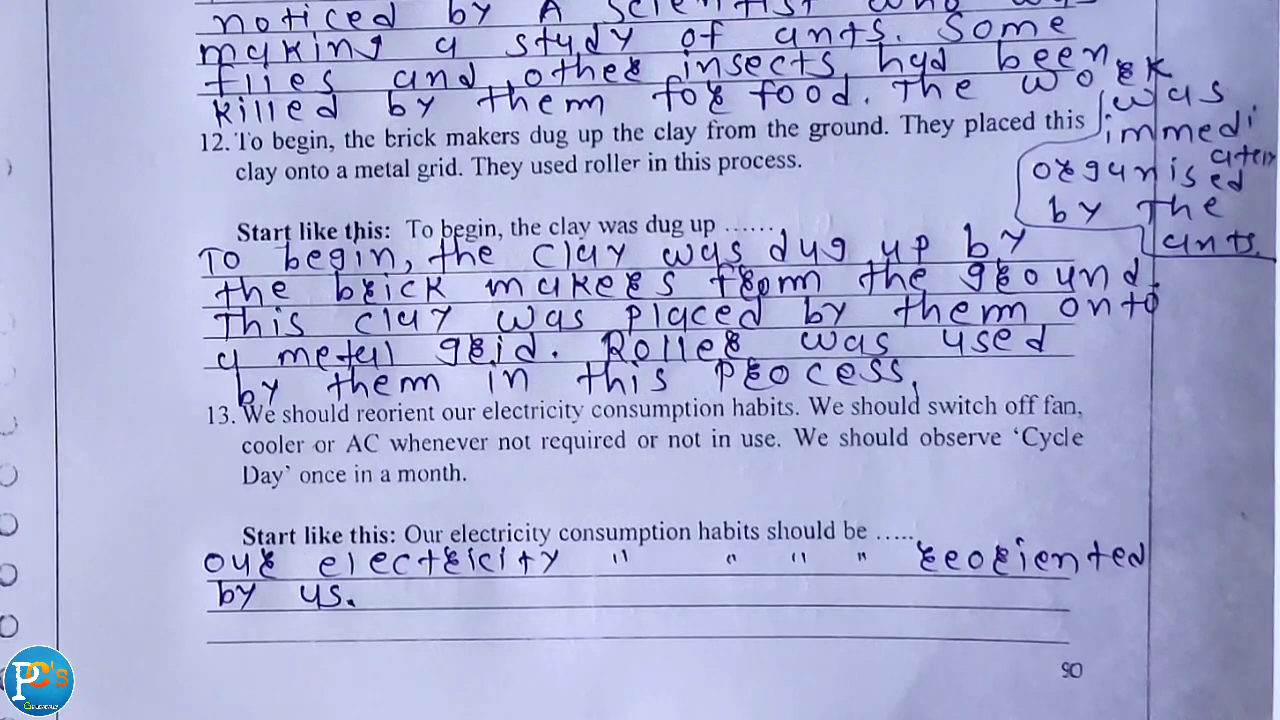 noticed by A scientist who was
making a study of ants. Some
flies and other insects had been
killed by them for food. The work
was
immedi
ately
organised
by the
ants.
12. To begin, the brick makers dug up the clay from the ground. They placed this
clay onto a metal grid. They used roller in this process.
Start like this: To begin, the clay was dug up ……
To begin, the clay was dug up by
the brick makers from the ground.
This clay was placed by them onto
a metal grid. Roller was used
by them in this process.
13. We should reorient our electricity consumption habits. We should switch off fan,
cooler or AC whenever not required or not in use. We should observe ‘Cycle
Day’ once in a month.
Start like this: Our electricity consumption habits should be …..
Our electricity " " " " reoriented
by us.
90
PC's